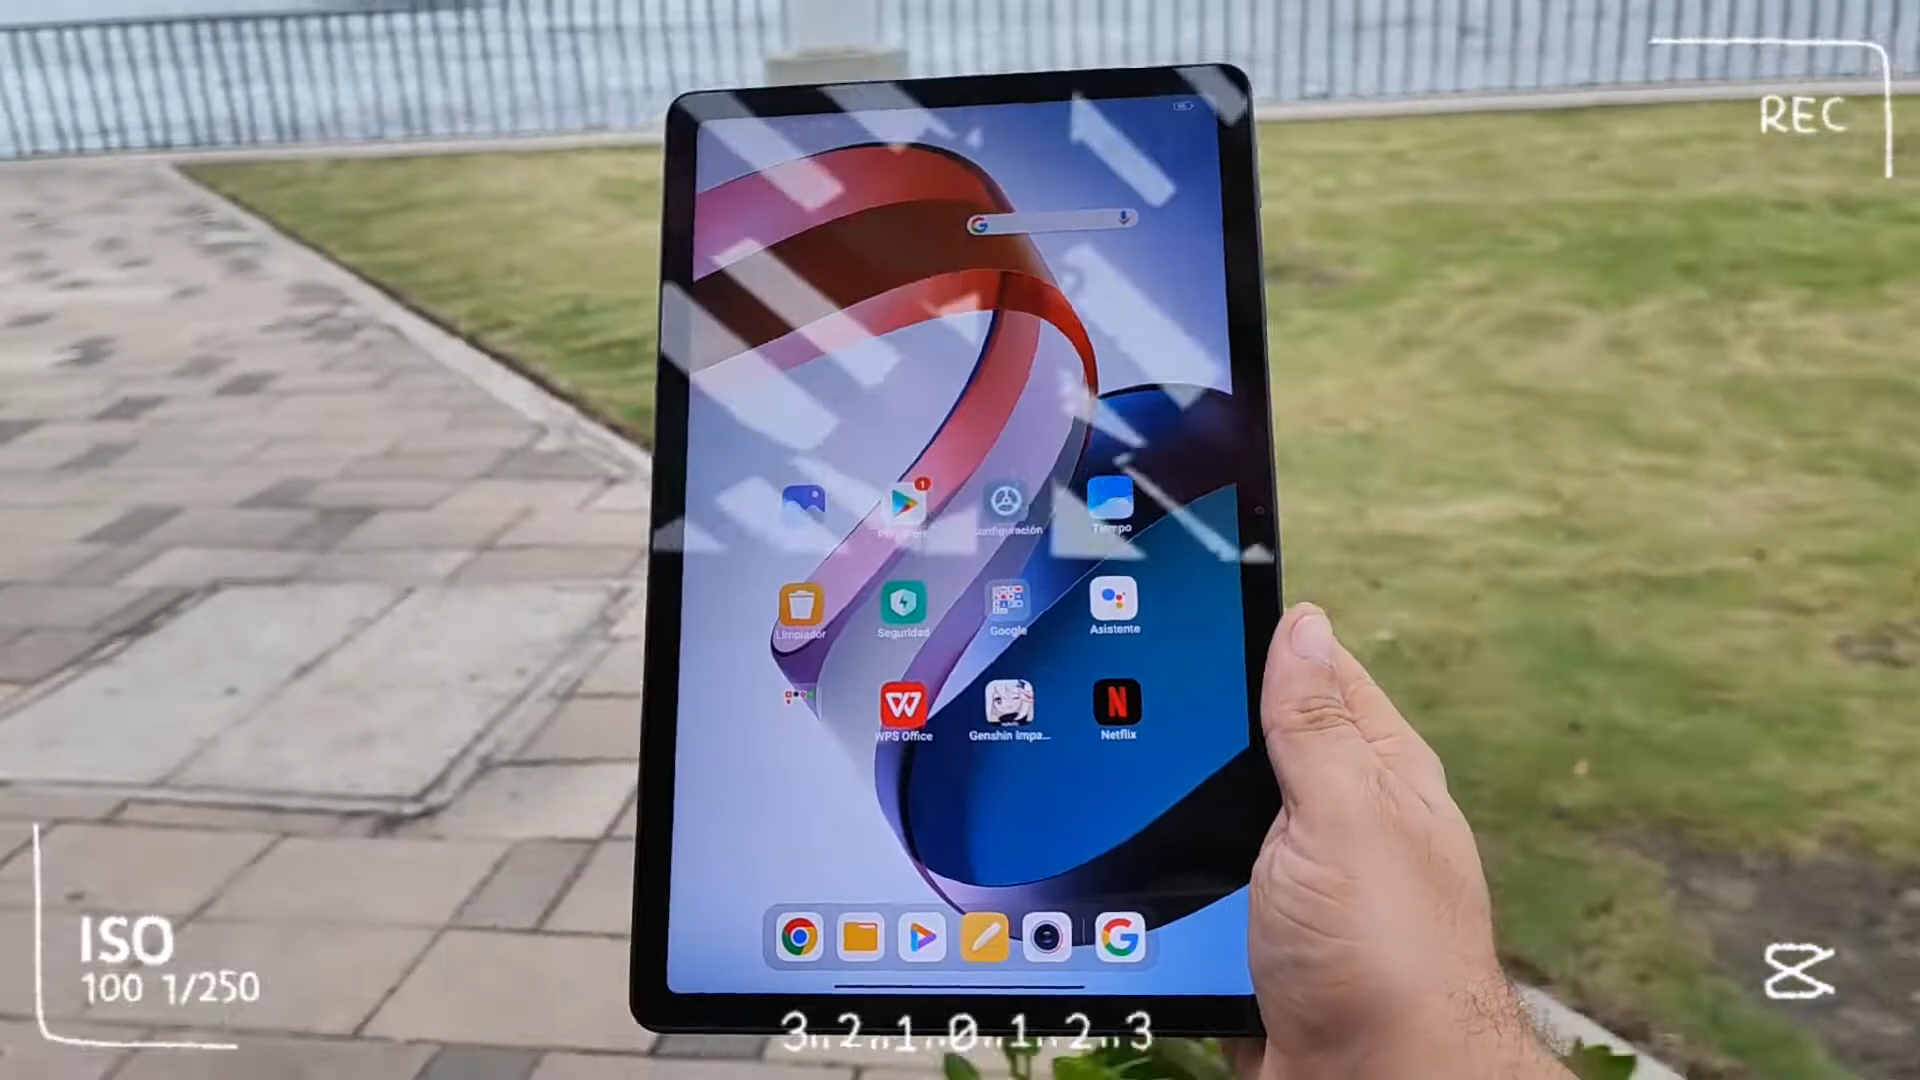 REC
1
Configuración
Tiempo
Limpiador
Seguridad
Google
Asistente
WPS Office
Genshin Impa...
Netflix
ISO
100 1/250
3..2..1..0..1..2..3